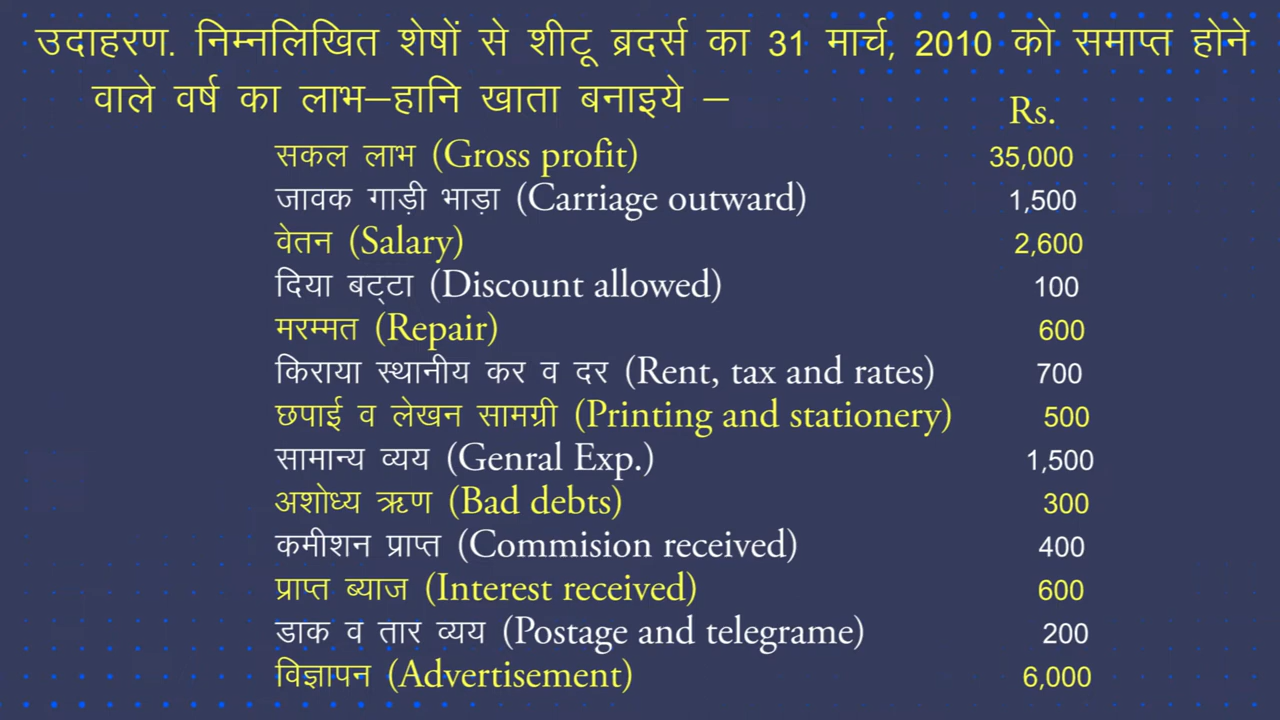 उदाहरण. निम्नलिखित शेषों से शीटू ब्रदर्स का 31 मार्च, 2010 को समाप्त होने
वाले वर्ष का लाभ–हानि खाता बनाइये –
Rs.
सकल लाभ (Gross profit) 35,000
जावक गाड़ी भाड़ा (Carriage outward) 1,500
वेतन (Salary) 2,600
दिया बट्टा (Discount allowed) 100
मरम्मत (Repair) 600
किराया स्थानीय कर व दर (Rent, tax and rates) 700
छपाई व लेखन सामग्री (Printing and stationery) 500
सामान्य व्यय (Genral Exp.) 1,500
अशोध्य ऋण (Bad debts) 300
कमीशन प्राप्त (Commision received) 400
प्राप्त ब्याज (Interest received) 600
डाक व तार व्यय (Postage and telegrame) 200
विज्ञापन (Advertisement) 6,000